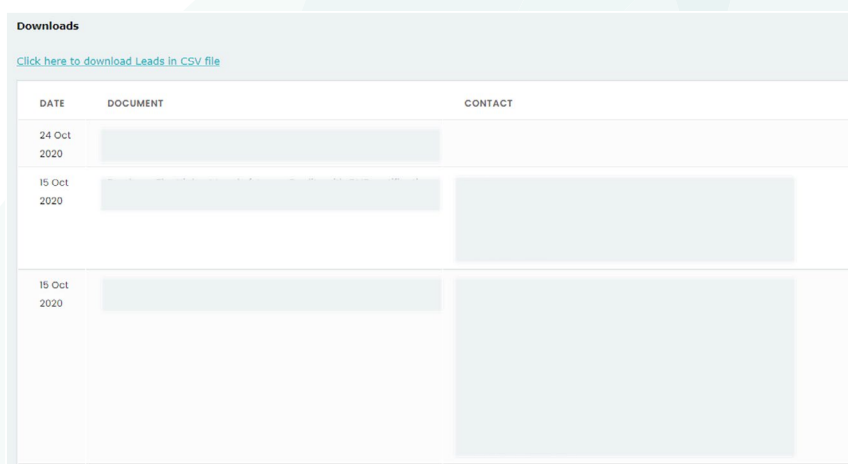 Downloads
Click here to download Leads in CSV file
DATE DOCUMENT CONTACT
24 Oct
2020
15 Oct
2020
15 Oct
2020